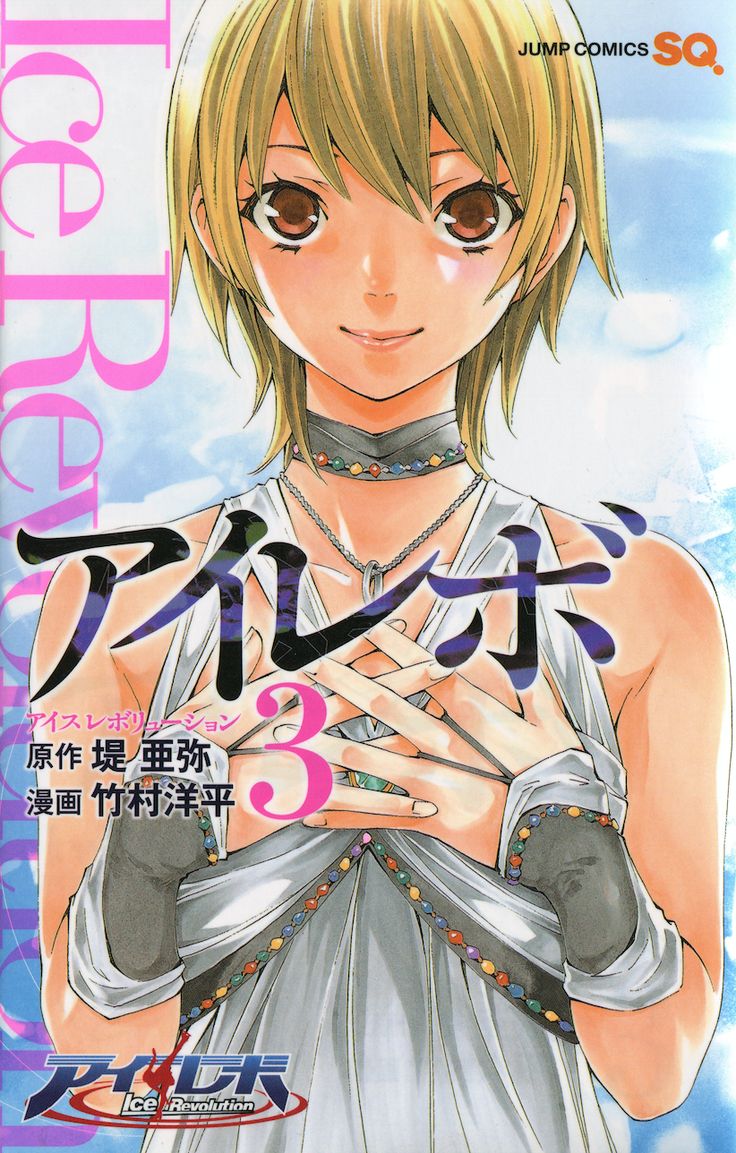 Ice Revolution
JUMP COMICS SQ.
アイレボ
アイスレボリューション
原作 堤 亜弥
漫画 竹村洋平
3
アイレボ
Ice Revolution